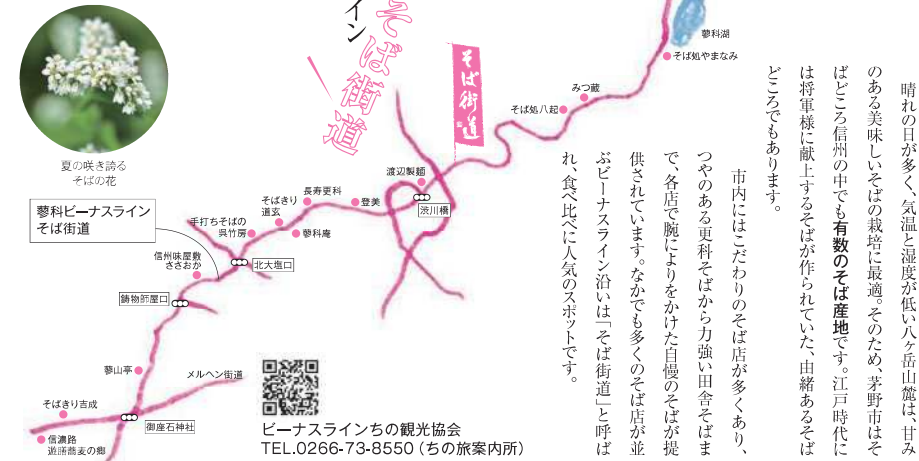 晴れの日が多く、気温と湿度が低い八ヶ岳山麓は、甘み
のある美味しいそばの栽培に最適。そのため、茅野市はそ
ばどころ信州の中でも有数のそば産地です。江戸時代に
は将軍様に献上するそばが作られていた、由緒あるそば
どころでもあります。
市内にはこだわりのそば店が多くあり、
つやのある更科そばから力強い田舎そばま
で、各店で腕によりをかけた自慢のそばが提
供されています。なかでも多くのそば店が並
ぶビーナスライン沿いは「そば街道」と呼ば
れ、食べ比べに人気のスポットです。
イン
そば街道
そば街道
蓼科湖
そば処やまなみ
みつ蔵
そば処八起
渡辺製麺
渋川橋
登美
長寿更科
そばきり
道玄
蓼科庵
手打ちそばの
呉竹房
北大塩口
信州味屋敷
ささおか
鋳物師屋口
蓼山亭
メルヘン街道
そばきり吉成
御座石神社
信濃路
遊膳蕎麦の郷
夏の咲き誇る
そばの花
蓼科ビーナスライン
そば街道
ビーナスラインちの観光協会
TEL.0266-73-8550(ちの旅案内所)